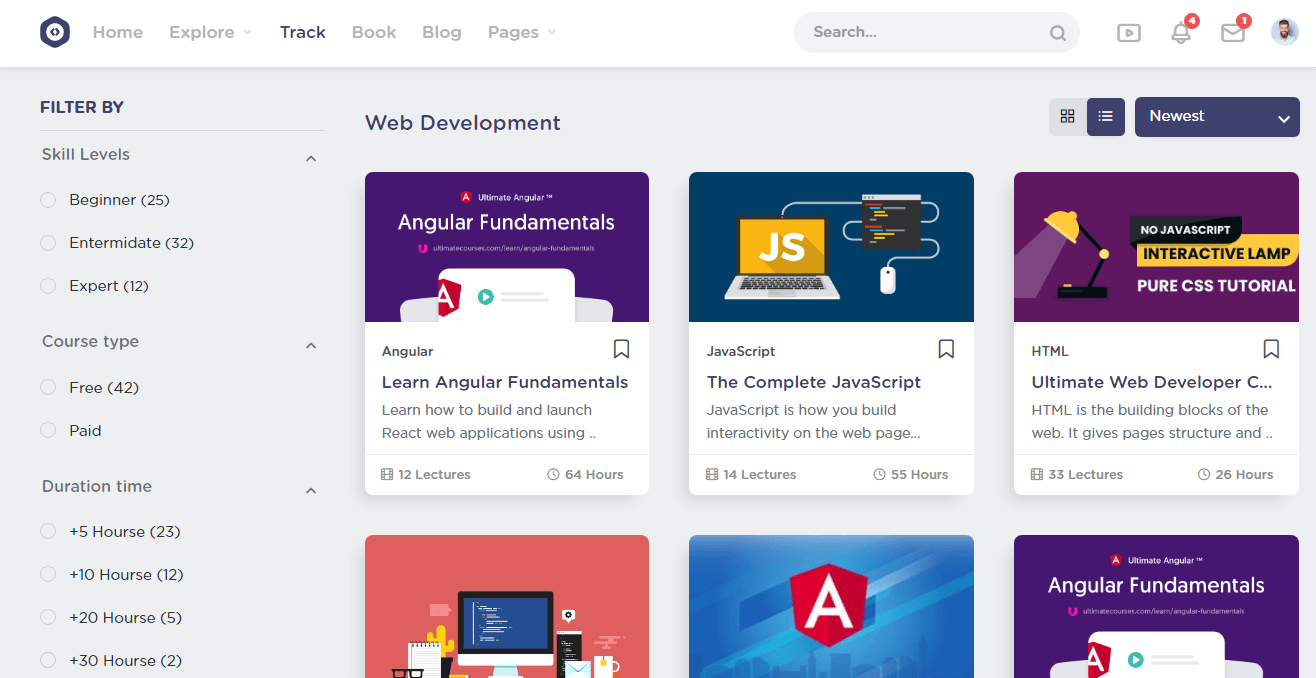 Home Explore Track Book Blog Pages Search... 4 1
FILTER BY
Skill Levels
Beginner (25)
Entermidate (32)
Expert (12)
Course type
Free (42)
Paid
Duration time
+5 Hourse (23)
+10 Hourse (12)
+20 Hourse (5)
+30 Hourse (2)
Web Development
Newest
A Ultimate Angular ™
Angular Fundamentals
ultimatecourses.com/learn/angular-fundamentals
A
Angular
Learn Angular Fundamentals
Learn how to build and launch
React web applications using ..
12 Lectures 64 Hours
JS
JavaScript
The Complete JavaScript
JavaScript is how you build
interactivity on the web page...
14 Lectures 55 Hours
NO JAVASCRIPT
INTERACTIVE LAMP
PURE CSS TUTORIAL
HTML
Ultimate Web Developer C...
HTML is the building blocks of the
web. It gives pages structure and ..
33 Lectures 26 Hours
A
A Ultimate Angular ™
Angular Fundamentals
ultimatecourses.com/learn/angular-fundamentals
A